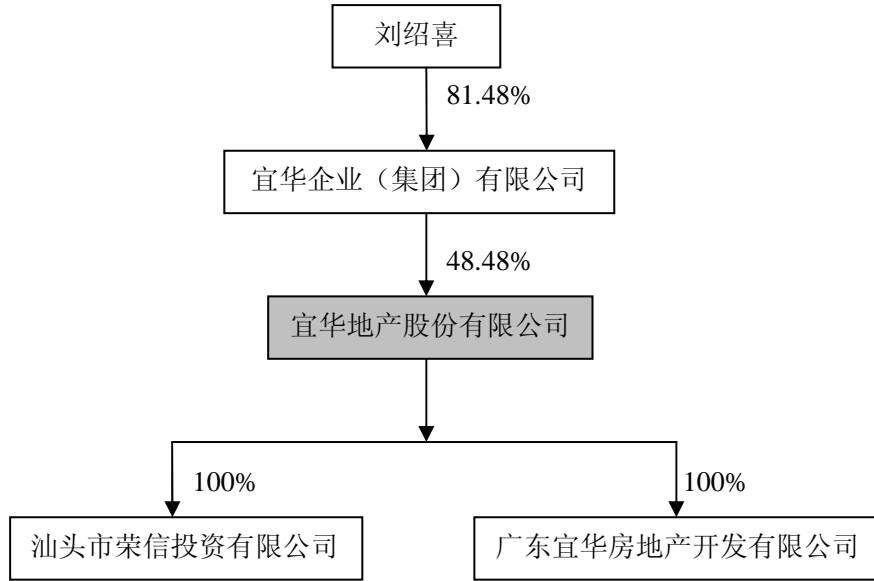 刘绍喜
81.48%
宜华企业（集团）有限公司
48.48%
宜华地产股份有限公司
100%
100%
汕头市荣信投资有限公司
广东宜华房地产开发有限公司